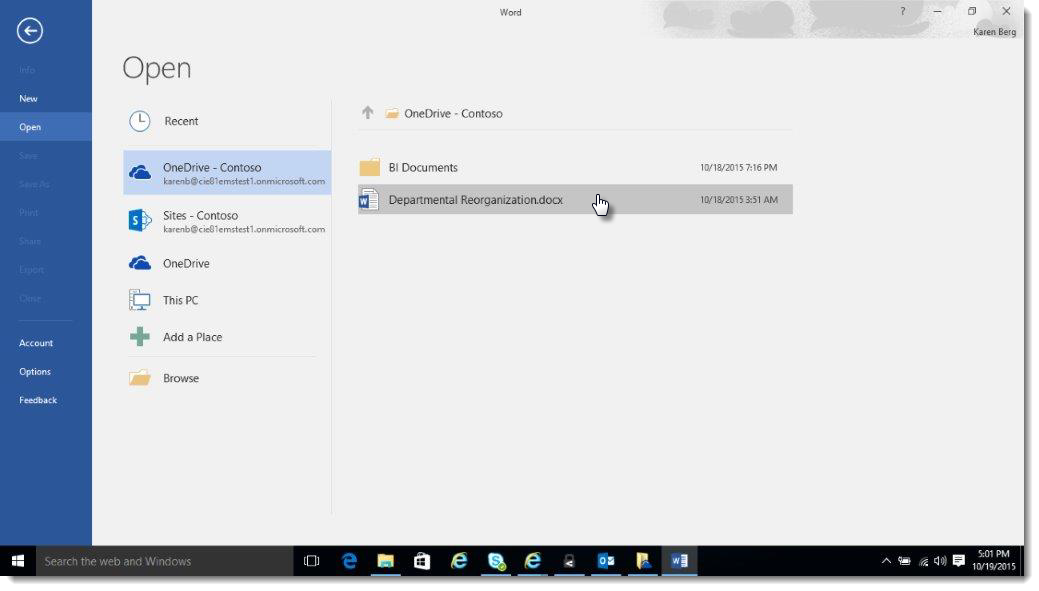 Word
?
Karen Berg
Info
New
Open
Save
Save As
Print
Share
Export
Close
Account
Options
Feedback
Open
Recent
OneDrive - Contoso
karenb@cie81emstest1.onmicrosoft.com
Sites - Contoso
karenb@cie81emstest1.onmicrosoft.com
OneDrive
This PC
Add a Place
Browse
OneDrive - Contoso
BI Documents 10/18/2015 7:16 PM
Departmental Reorganization.docx 10/18/2015 3:51 AM
Search the web and Windows
5:01 PM
10/19/2015